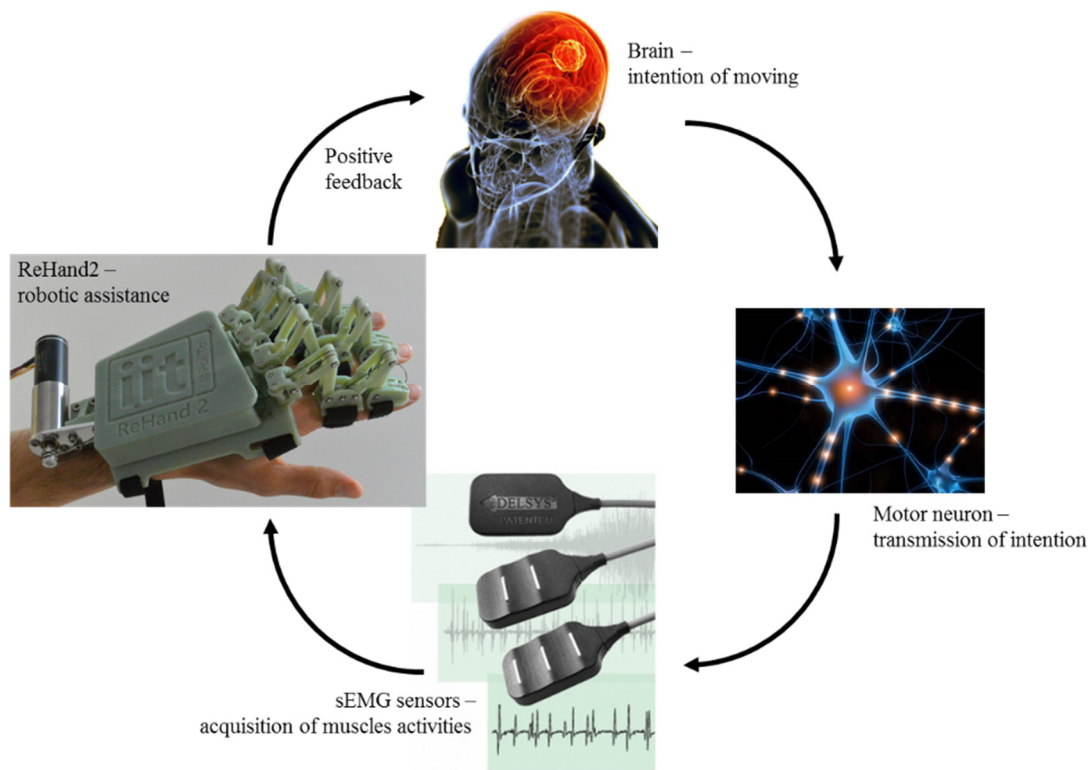 Brain –
intention of moving
Positive
feedback
ReHand2 –
robotic assistance
iit
ReHand 2
DELSYS
PATENTED
Motor neuron –
transmission of intention
sEMG sensors –
acquisition of muscles activities